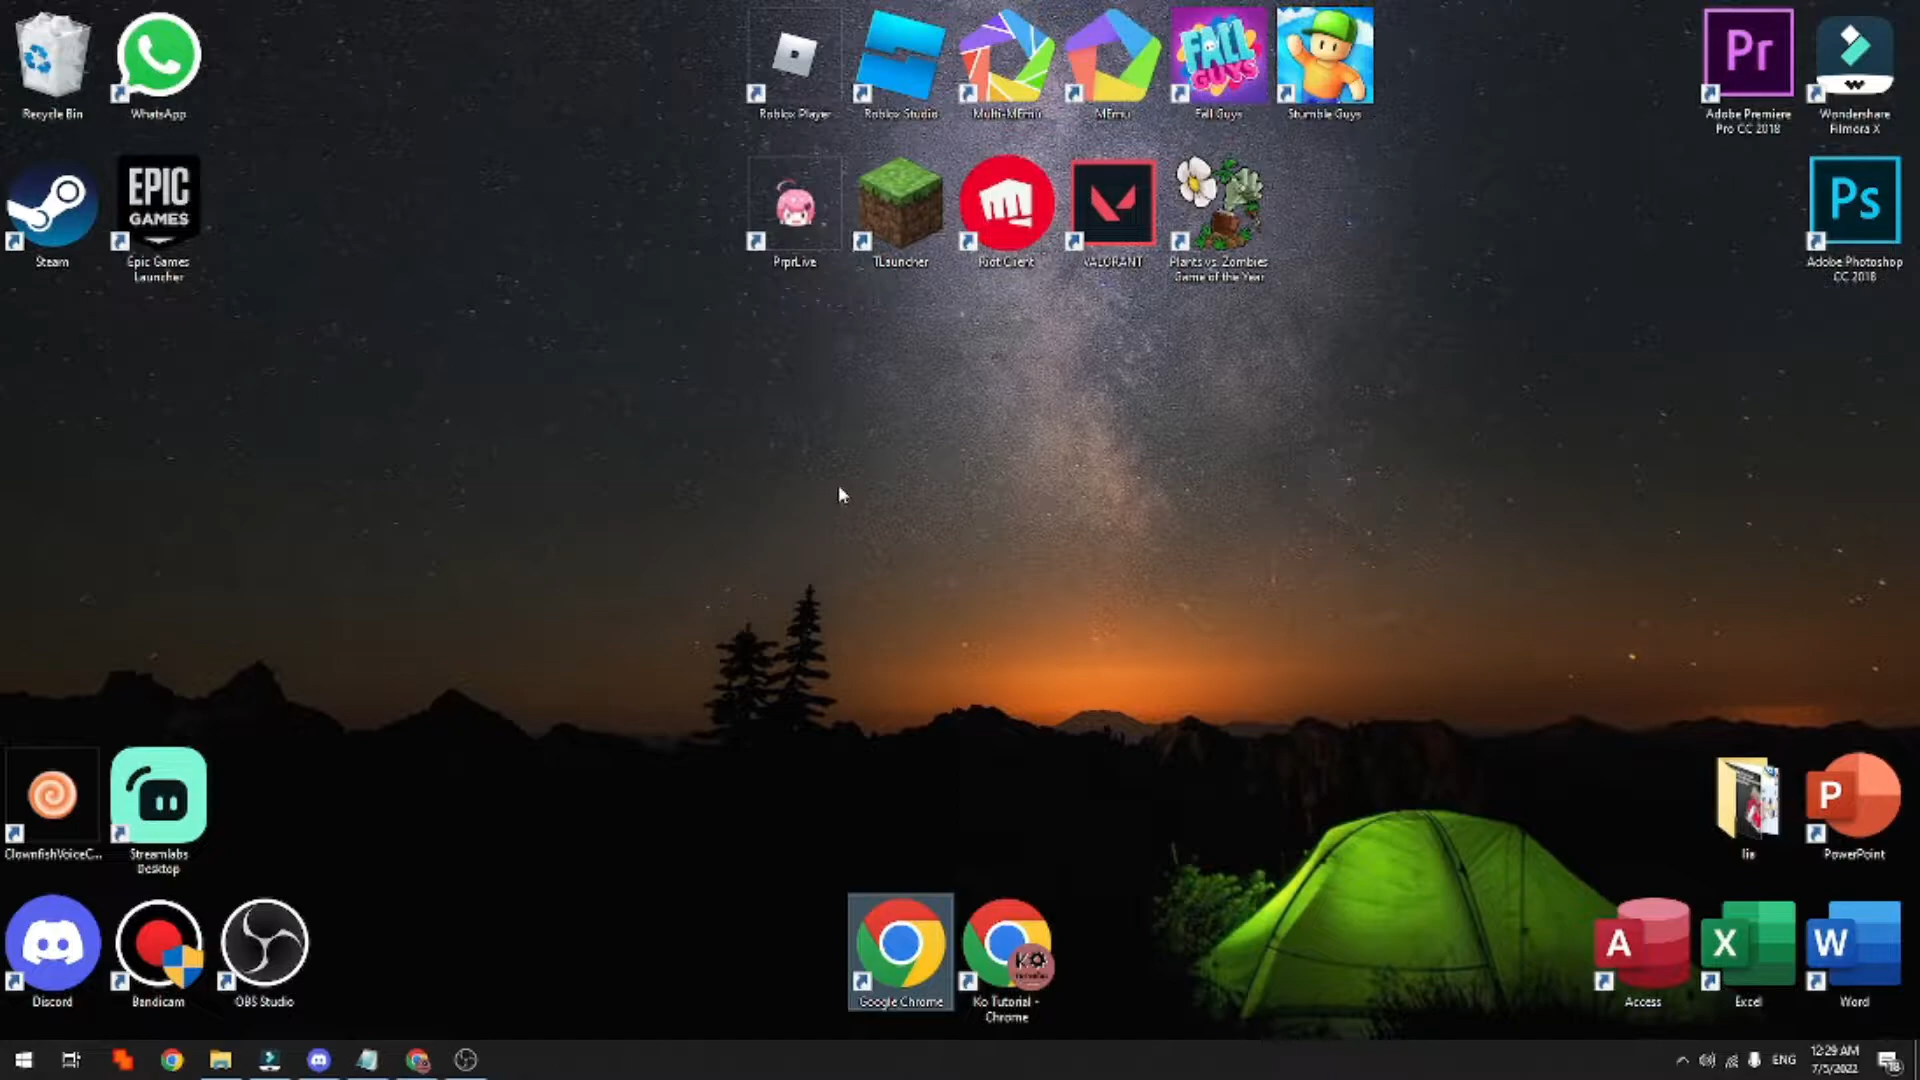 Recycle Bin
WhatsApp
Roblox Player
Roblox Studio
Multi-MEmu
MEmu
FALL
GUYS
Fall Guys
Stumble Guys
Pr
Adobe Premiere
Pro CC 2018
Wondershare
Filmora X
Steam
EPIC
GAMES
Epic Games
Launcher
PrprLive
TLauncher
Riot Client
VALORANT
Plants vs. Zombies
Game of the Year
Ps
Adobe Photoshop
CC 2018
ClownfishVoiceC...
Streamlabs
Desktop
lia
P
PowerPoint
Discord
Bandicam
OBS Studio
Google Chrome
KO
Ko Tutorial -
Chrome
A
Access
X
Excel
W
Word
ENG
12:29 AM
7/5/2022